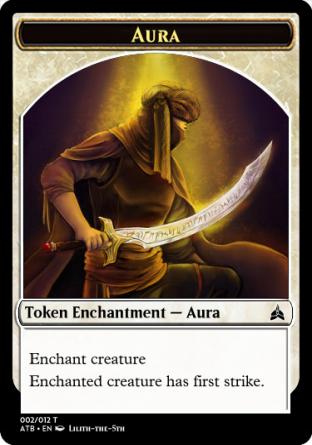 Aura
Token Enchantment — Aura
Enchant creature
Enchanted creature has first strike.
002/012 T
ATB • EN Lilith-the-5th